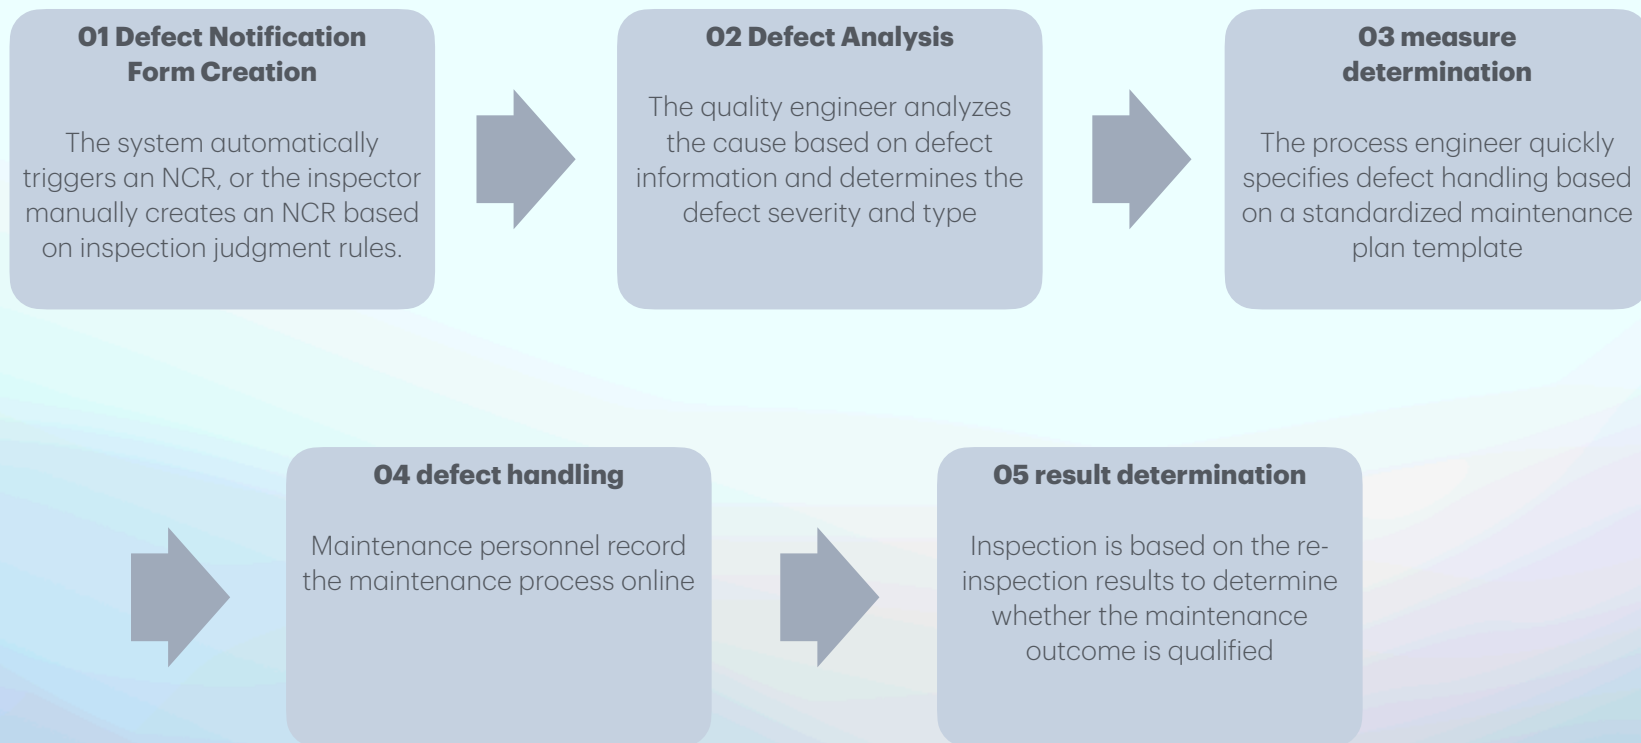 01 Defect Notification
Form Creation
The system automatically
triggers an NCR, or the inspector
manually creates an NCR based
on inspection judgment rules.
02 Defect Analysis
The quality engineer analyzes
the cause based on defect
information and determines the
defect severity and type
03 measure
determination
The process engineer quickly
specifies defect handling based
on a standardized maintenance
plan template
04 defect handling
Maintenance personnel record
the maintenance process online
05 result determination
Inspection is based on the re-
inspection results to determine
whether the maintenance
outcome is qualified